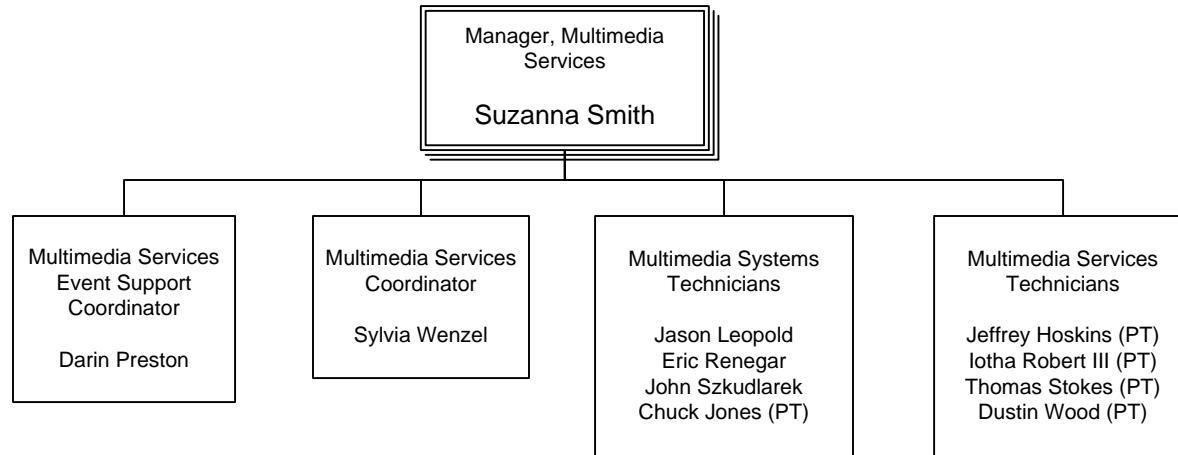 Manager, Multimedia
Services
Suzanna Smith
Multimedia Services
Event Support
Coordinator
Darin Preston
Multimedia Services
Coordinator
Sylvia Wenzel
Multimedia Systems
Technicians
Jason Leopold
Eric Renegar
John Szkudlarek
Chuck Jones (PT)
Multimedia Services
Technicians
Jeffrey Hoskins (PT)
Iotha Robert III (PT)
Thomas Stokes (PT)
Dustin Wood (PT)